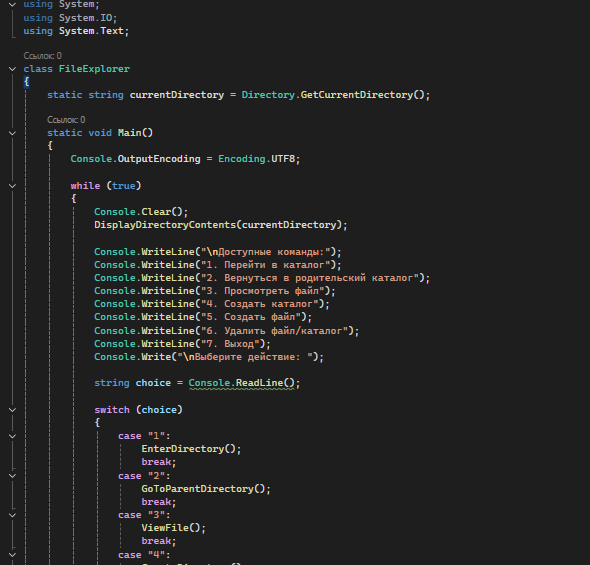 using System;
using System.IO;
using System.Text;
Ссылок: 0
class FileExplorer
{
static string currentDirectory = Directory.GetCurrentDirectory();
Ссылок: 0
static void Main()
{
Console.OutputEncoding = Encoding.UTF8;
while (true)
{
Console.Clear();
DisplayDirectoryContents(currentDirectory);
Console.WriteLine("\nДоступные команды:");
Console.WriteLine("1. Перейти в каталог");
Console.WriteLine("2. Вернуться в родительский каталог");
Console.WriteLine("3. Просмотреть файл");
Console.WriteLine("4. Создать каталог");
Console.WriteLine("5. Создать файл");
Console.WriteLine("6. Удалить файл/каталог");
Console.WriteLine("7. Выход");
Console.Write("\nВыберите действие: ");
string choice = Console.ReadLine();
switch (choice)
{
case "1":
EnterDirectory();
break;
case "2":
GoToParentDirectory();
break;
case "3":
ViewFile();
break;
case "4":